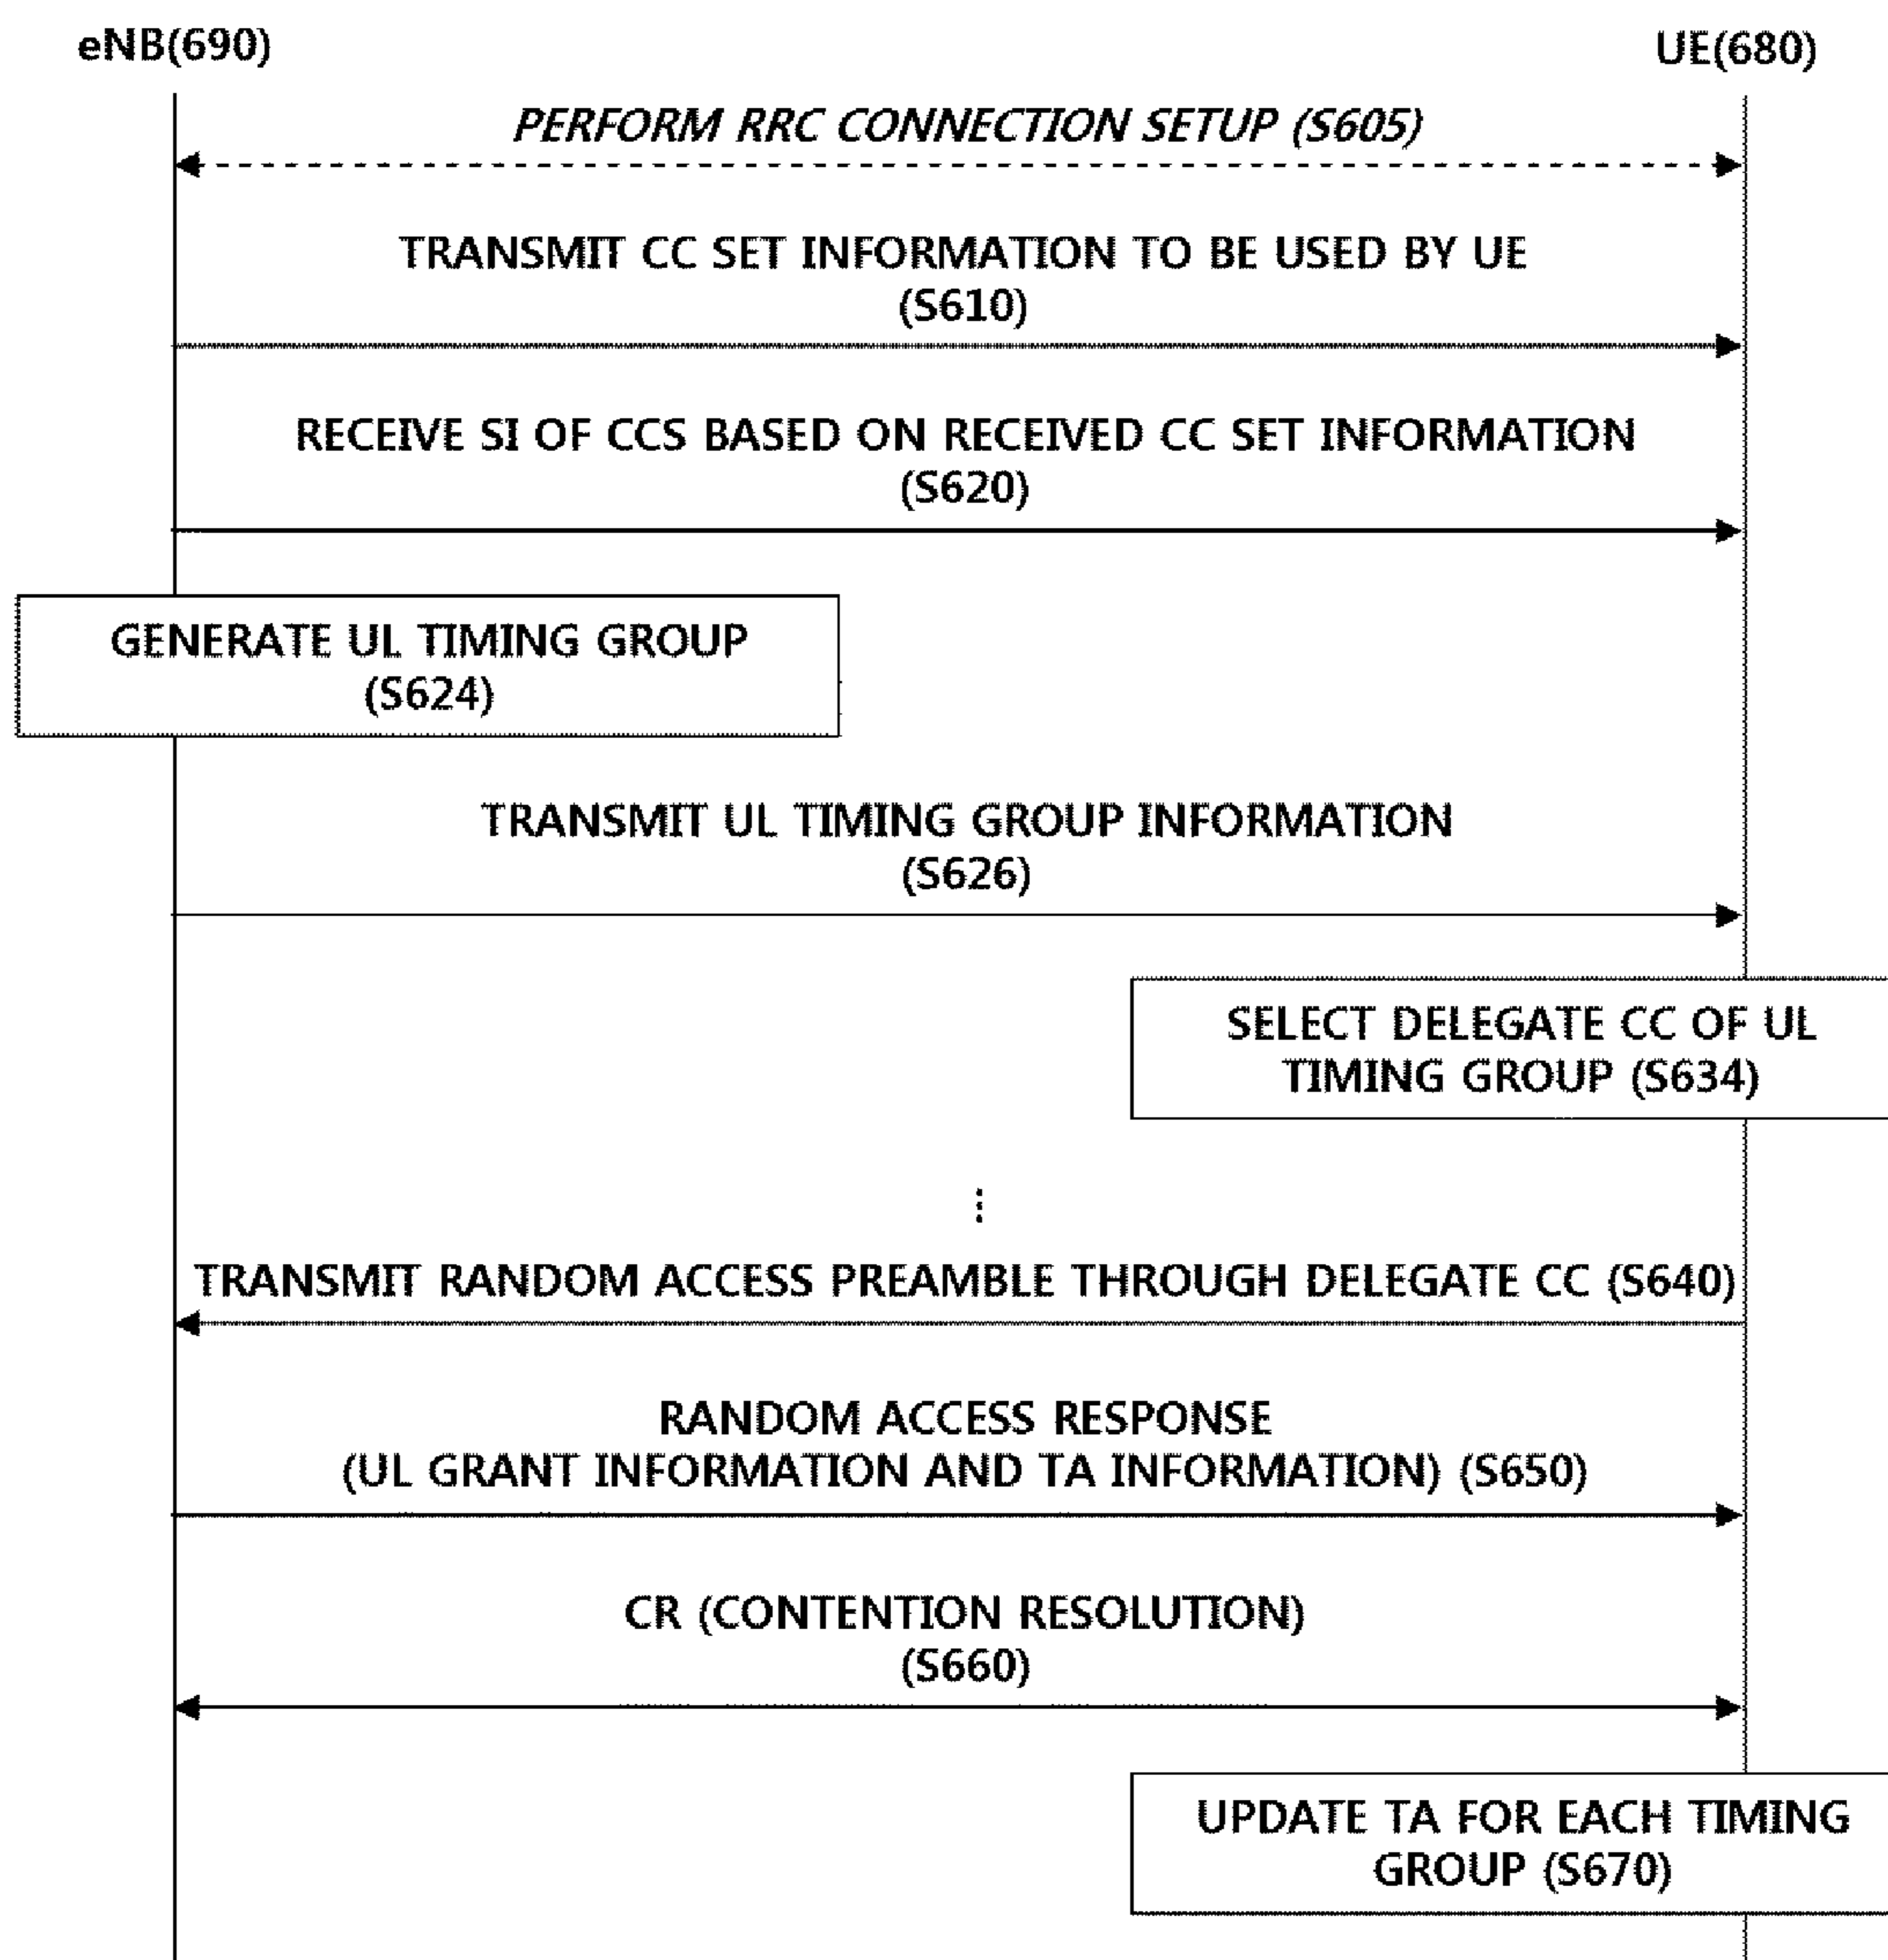 eNB(690)
UE(680)
PERFORM RRC CONNECTION SETUP (S605)
TRANSMIT CC SET INFORMATION TO BE USED BY UE
(S610)
RECEIVE SI OF CCS BASED ON RECEIVED CC SET INFORMATION
(S620)
GENERATE UL TIMING GROUP
(S624)
TRANSMIT UL TIMING GROUP INFORMATION
(S626)
SELECT DELEGATE CC OF UL
TIMING GROUP (S634)
TRANSMIT RANDOM ACCESS PREAMBLE THROUGH DELEGATE CC (S640)
RANDOM ACCESS RESPONSE
(UL GRANT INFORMATION AND TA INFORMATION) (S650)
CR (CONTENTION RESOLUTION)
(S660)
UPDATE TA FOR EACH TIMING
GROUP (S670)